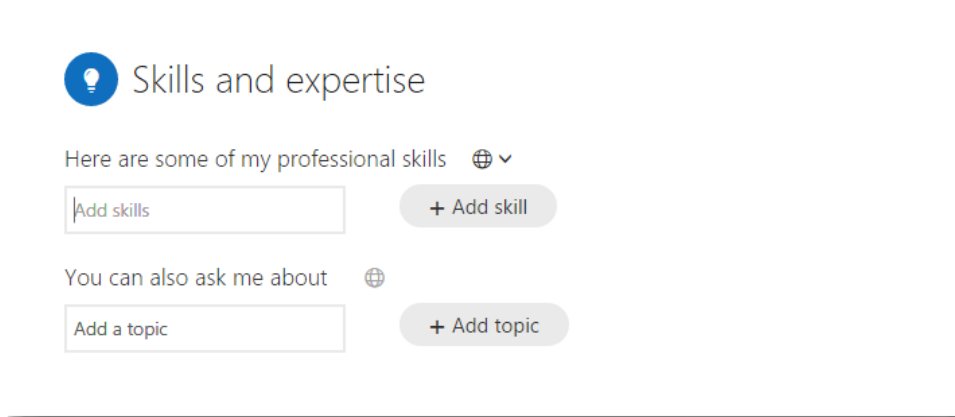 Skills and expertise
Here are some of my professional skills
Add skills
+ Add skill
You can also ask me about
Add a topic
+ Add topic